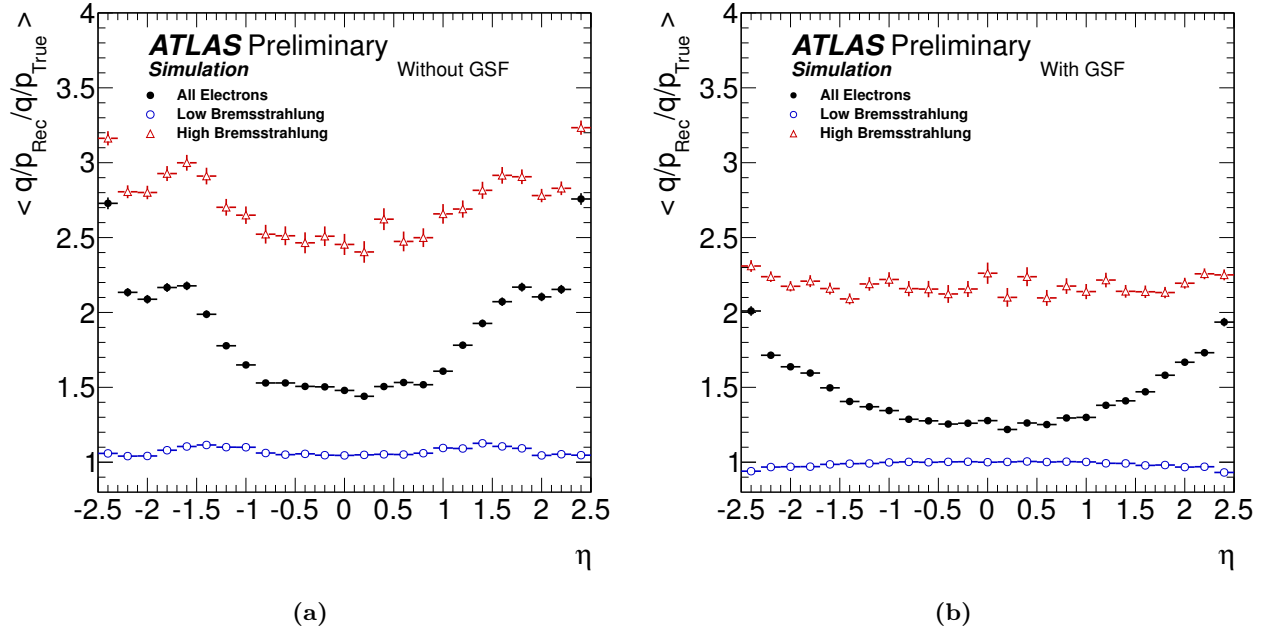 < q/p_Rec/q/p_True >
4
3.5
3
2.5
2
1.5
1
ATLAS Preliminary
Simulation
Without GSF
All Electrons
Low Bremsstrahlung
High Bremsstrahlung
-2.5 -2 -1.5 -1 -0.5 0 0.5 1 1.5 2 2.5
η
(a)
< q/p_Rec/q/p_True >
4
3.5
3
2.5
2
1.5
1
ATLAS Preliminary
Simulation
With GSF
All Electrons
Low Bremsstrahlung
High Bremsstrahlung
-2.5 -2 -1.5 -1 -0.5 0 0.5 1 1.5 2 2.5
η
(b)